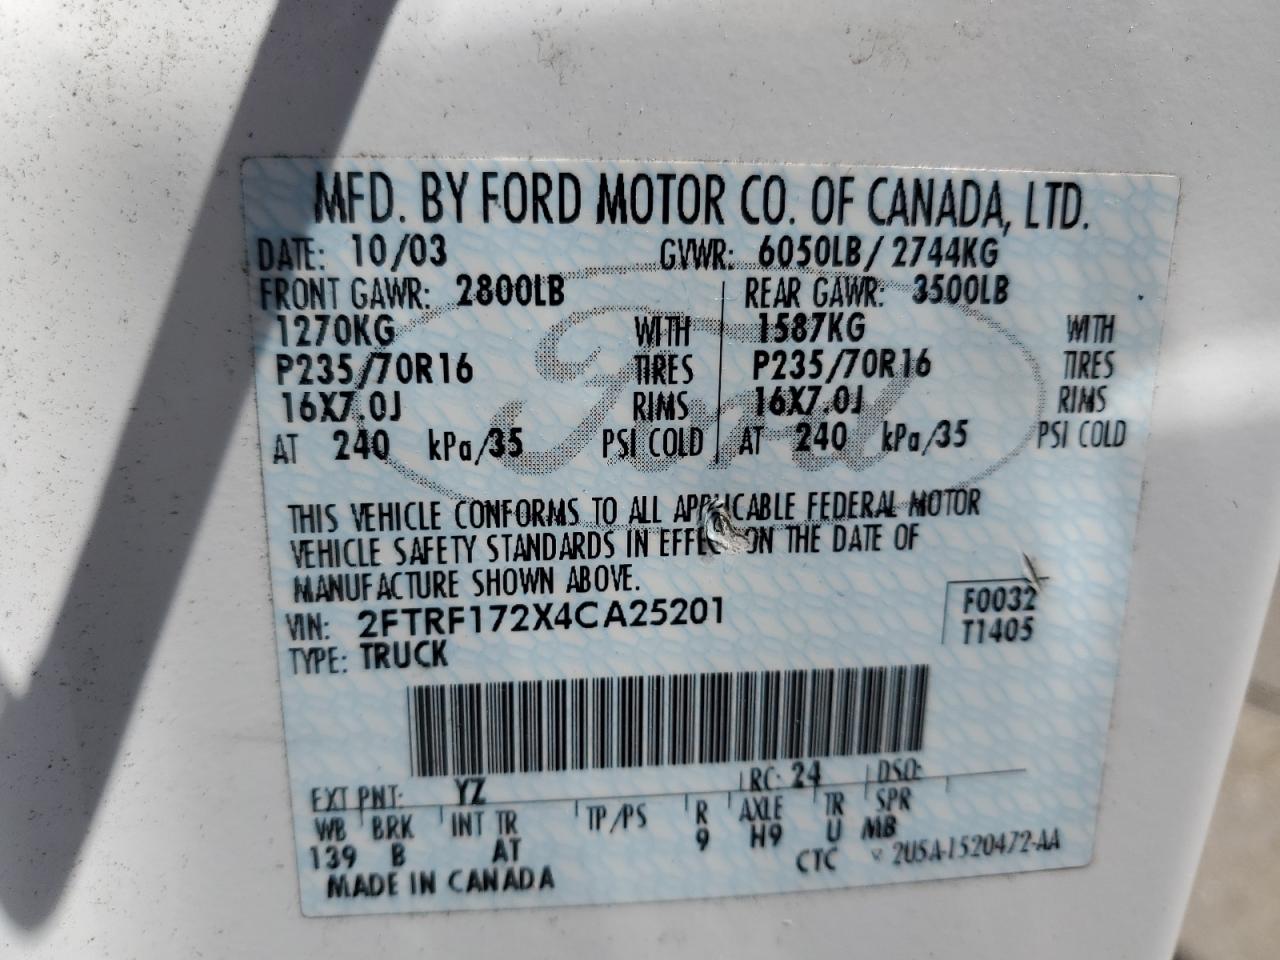 MFD. BY FORD MOTOR CO. OF CANADA, LTD.
DATE: 10/03 GVWR: 6050LB/2744KG
FRONT GAWR: 2800LB REAR GAWR: 3500LB
1270KG WITH 1587KG WITH
P235/70R16 TIRES P235/70R16 TIRES
16X7.0J RIMS 16X7.0J RIMS
AT 240 kPa/35 PSI COLD AT 240 kPa/35 PSI COLD
Ford
THIS VEHICLE CONFORMS TO ALL APPLICABLE FEDERAL MOTOR
VEHICLE SAFETY STANDARDS IN EFFECT ON THE DATE OF
MANUFACTURE SHOWN ABOVE.
VIN: 2FTRF172X4CA25201 F0032
TYPE: TRUCK T1405
EXT PNT: YZ RC: 24 DSO:
WB BRK INT TR TP/PS R AXLE TR SPR
139 B AT 9 H9 U MB
MADE IN CANADA CTC 2U5A-1520472-AA